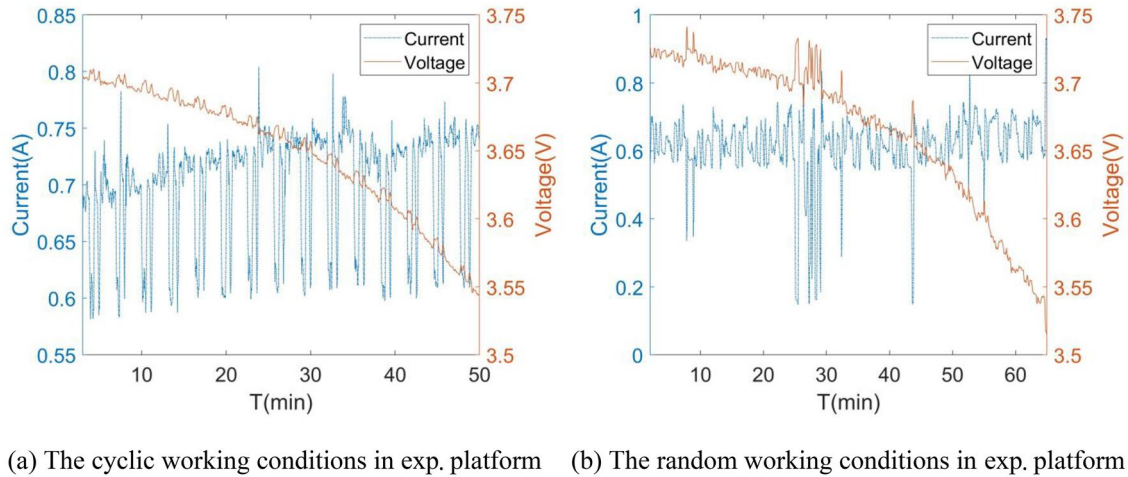 0.85
0.8
0.75
0.7
0.65
0.6
0.55
Current(A)
10 20 30 40 50
T(min)
3.75
3.7
3.65
3.6
3.55
3.5
Voltage(V)
Current
Voltage
1
0.8
0.6
0.4
0.2
0
Current(A)
10 20 30 40 50 60
T(min)
3.75
3.7
3.65
3.6
3.55
3.5
Voltage(V)
Current
Voltage
(a) The cyclic working conditions in exp. platform
(b) The random working conditions in exp. platform